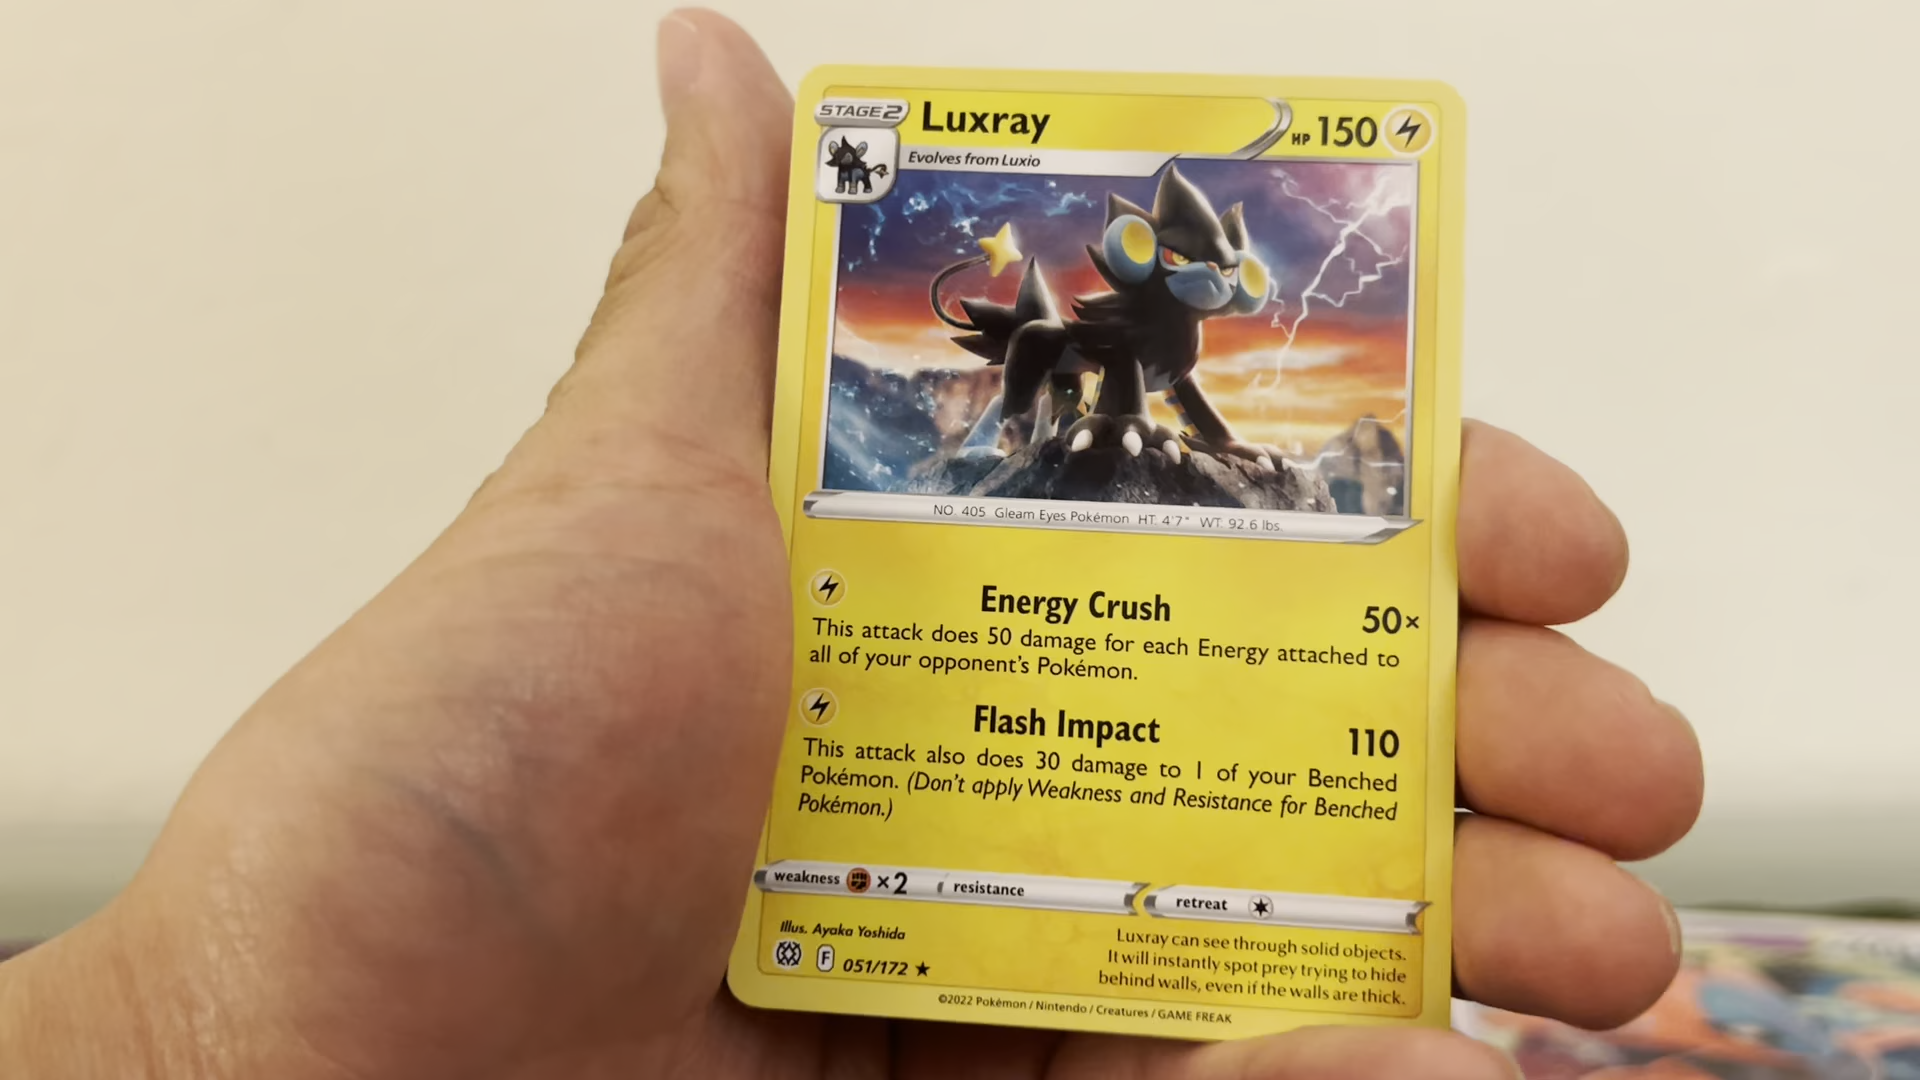 STAGE2
Luxray
HP 150
Evolves from Luxio
NO. 405 Gleam Eyes Pokémon HT: 4'7" WT: 92.6 lbs.
Energy Crush 50×
This attack does 50 damage for each Energy attached to
all of your opponent's Pokémon.
Flash Impact 110
This attack also does 30 damage to 1 of your Benched
Pokémon. (Don't apply Weakness and Resistance for Benched
Pokémon.)
weakness ×2 resistance retreat
Illus. Ayaka Yoshida
F 051/172 ★
Luxray can see through solid objects.
It will instantly spot prey trying to hide
behind walls, even if the walls are thick.
©2022 Pokémon / Nintendo / Creatures / GAME FREAK